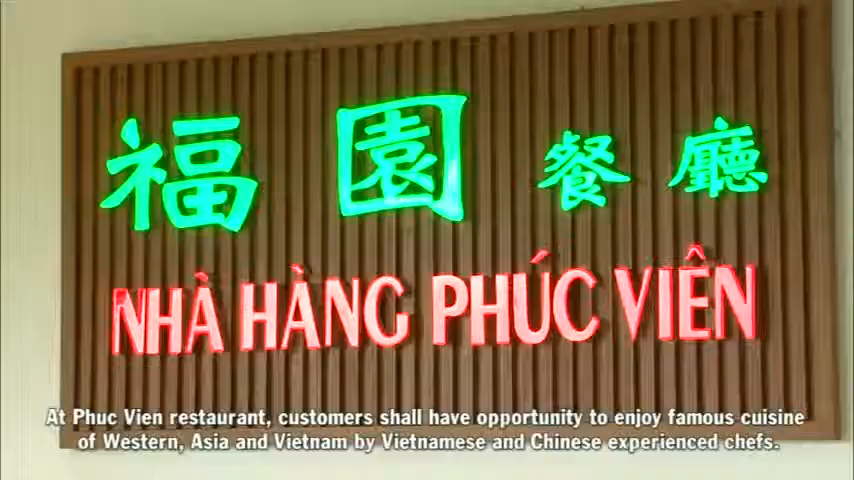 福園餐廳
NHÀ HÀNG PHÚC VIÊN
At Phuc Vien restaurant, customers shall have opportunity to enjoy famous cuisine
of Western, Asia and Vietnam by Vietnamese and Chinese experienced chefs.